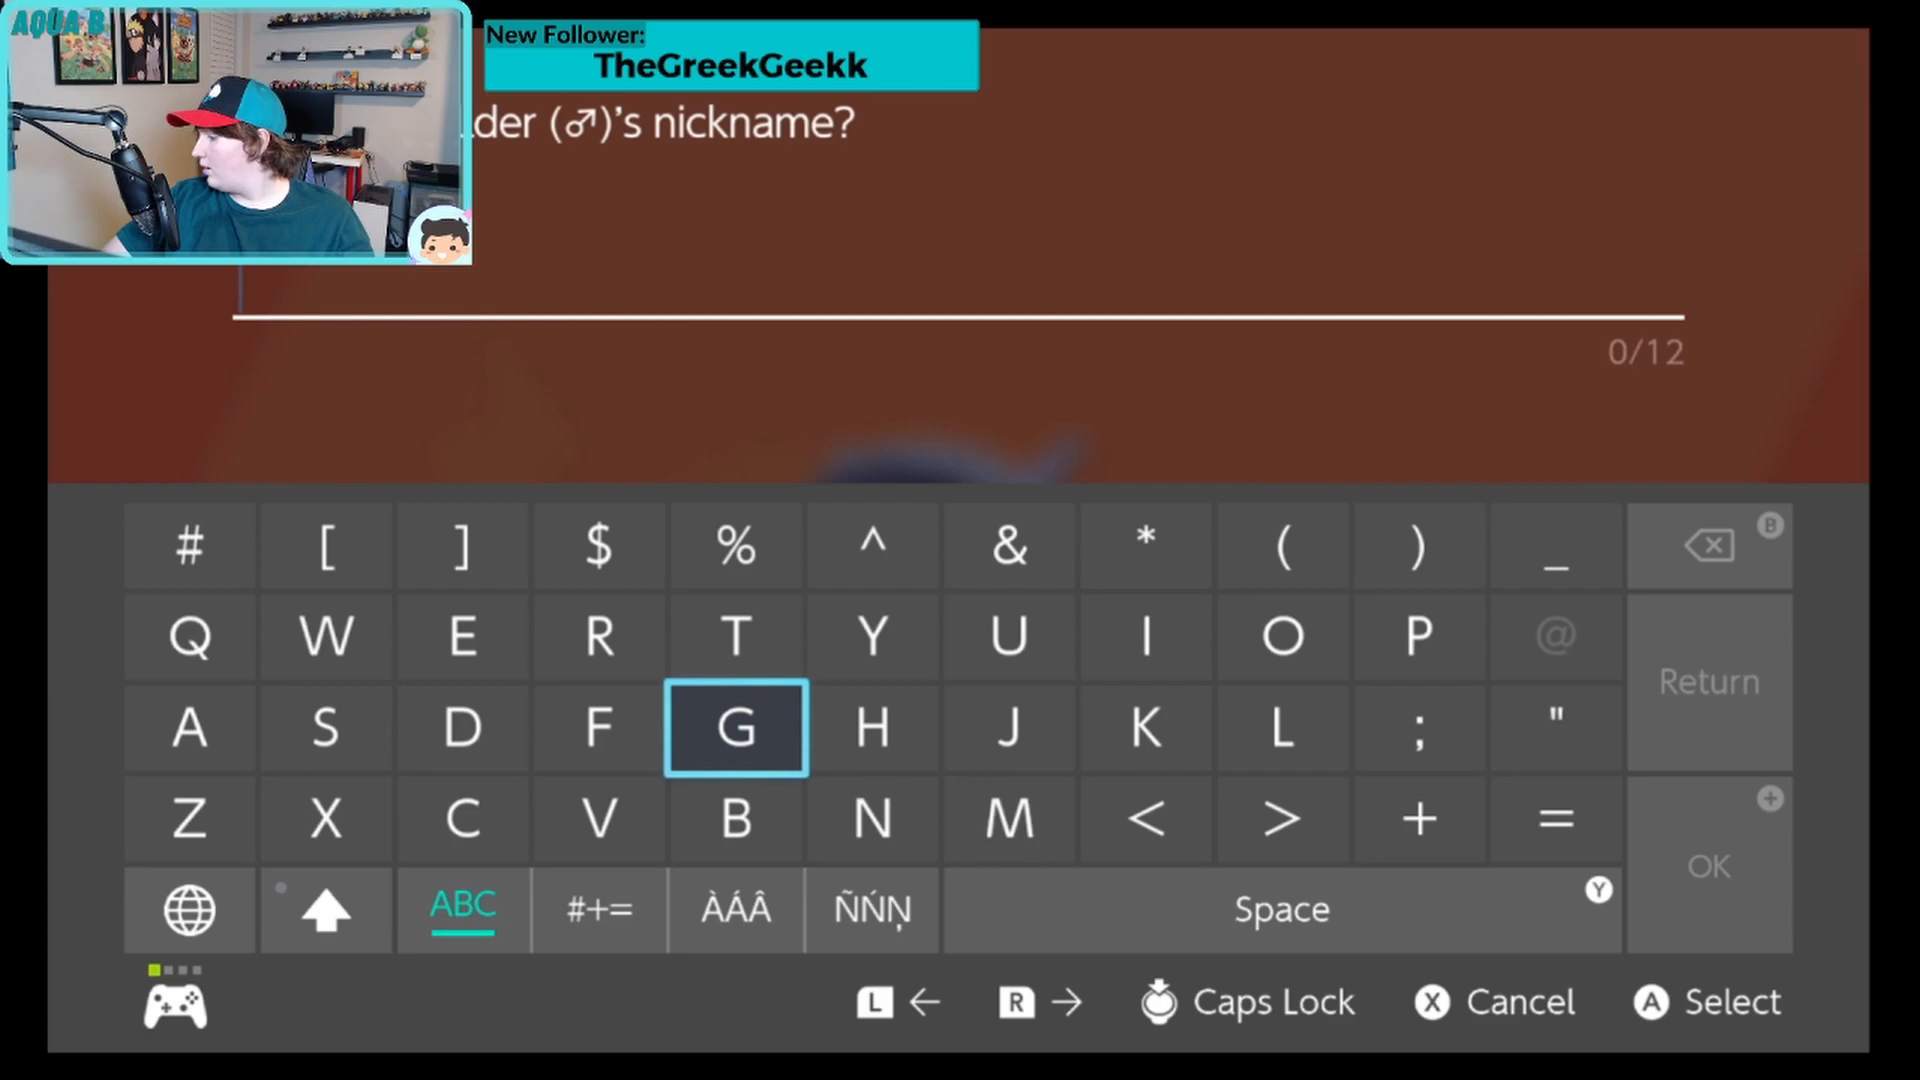 AQUA B
New Follower:
TheGreekGeekk
der (♂)'s nickname?
0/12
# [ ] $ % ^ & * ( ) _ B
Q W E R T Y U I O P @
Return
A S D F G H J K L ; "
Z X C V B N M < > + = +
OK
ABC #+= ÀÁÂ ÑŃŅ Space Y
L ← R → Caps Lock X Cancel A Select